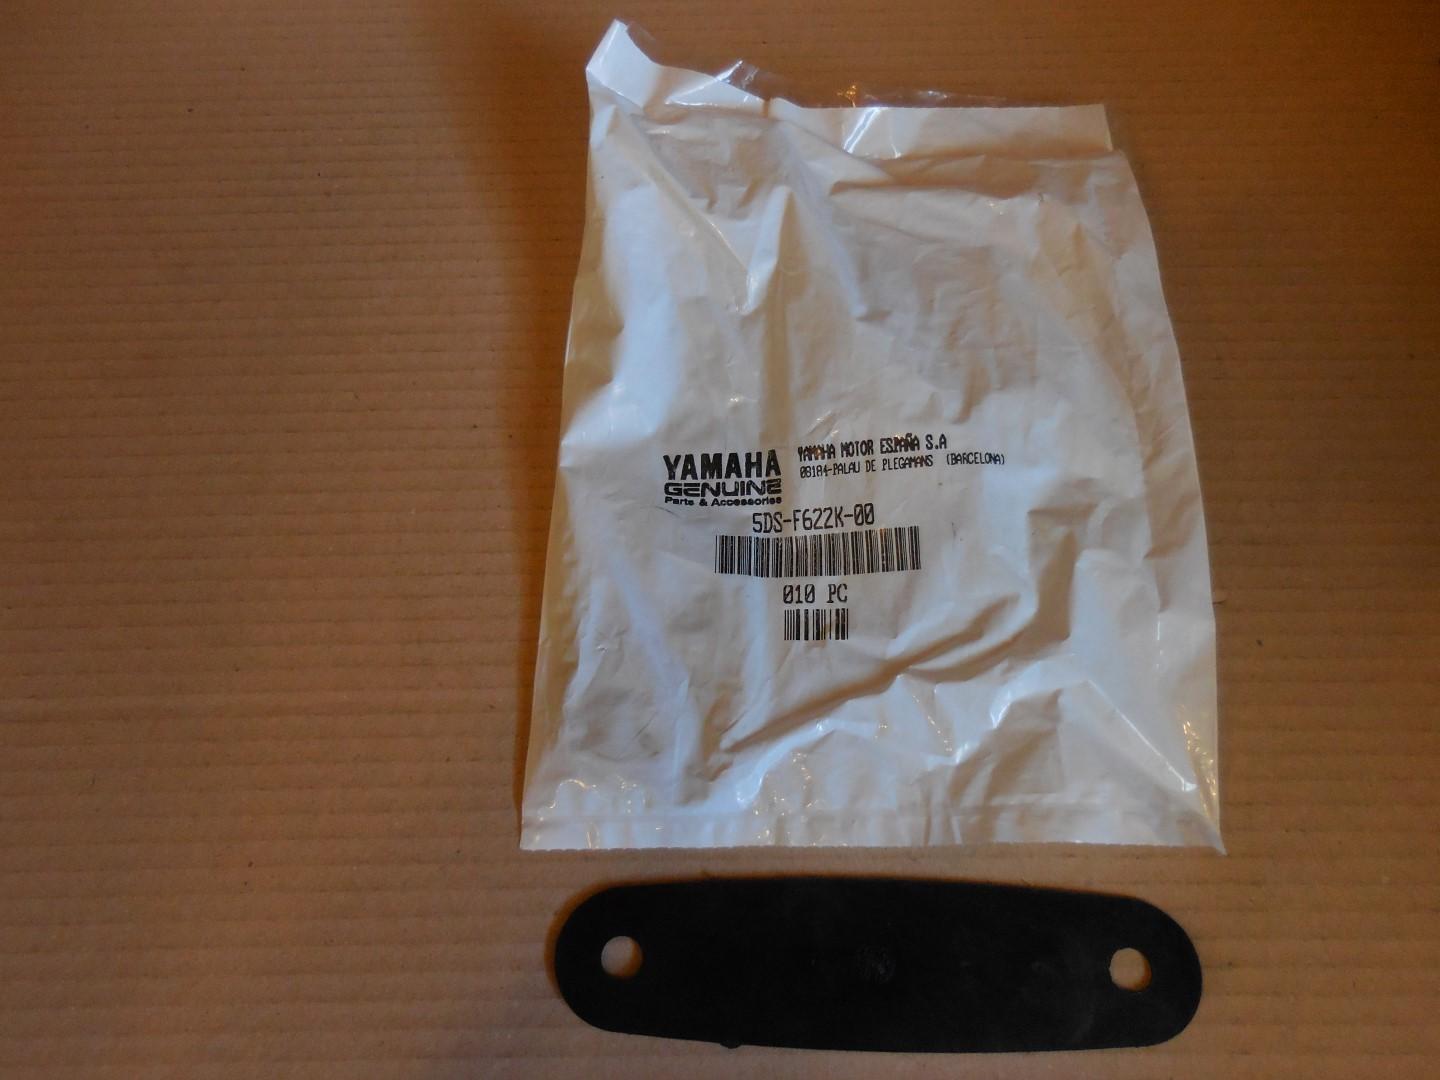 YAMAHA
GENUINE
Parts & Accessories
YAMAHA MOTOR ESPAÑA S.A
08184-PALAU DE PLEGAMANS (BARCELONA)
5DS-F622K-00
010 PC